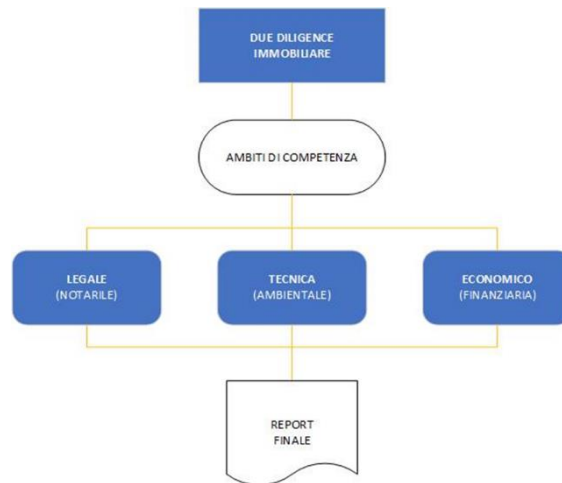 DUE DILIGENCE
IMMOBILIARE
AMBITI DI COMPETENZA
LEGALE
(NOTARILE)
TECNICA
(AMBIENTALE)
ECONOMICO
(FINANZIARIA)
REPORT
FINALE